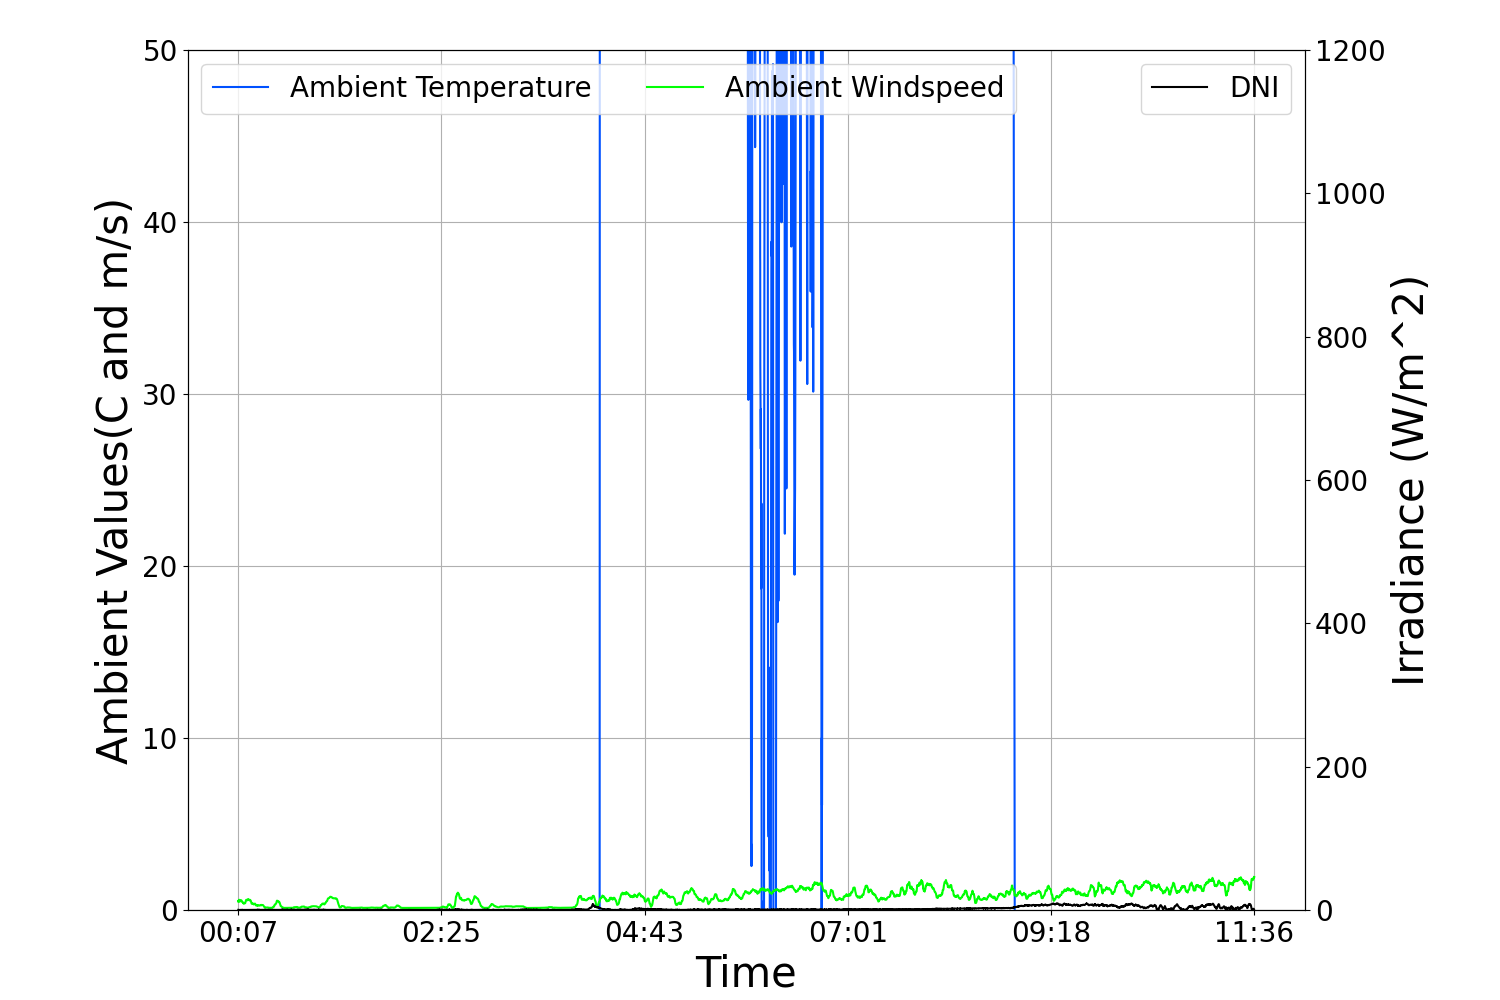 Ambient Temperature
Ambient Windspeed
DNI
Ambient Values(C and m/s)
50
40
30
20
10
0
1200
1000
800
600
400
200
0
Irradiance (W/m^2)
00:07 02:25 04:43 07:01 09:18 11:36
Time